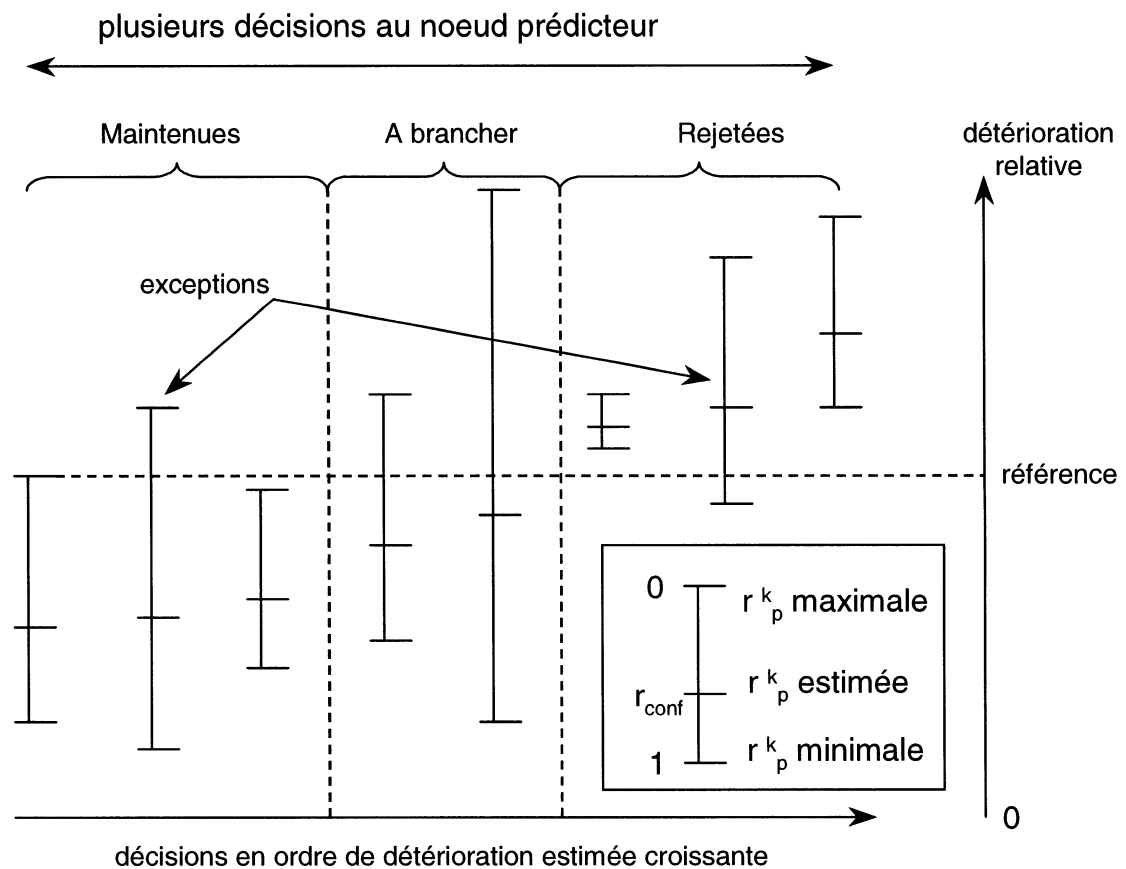 plusieurs décisions au noeud prédicteur
Maintenues
A brancher
Rejetées
détérioration
relative
exceptions
référence
0
r k p maximale
r conf
r k p estimée
1
r k p minimale
0
décisions en ordre de détérioration estimée croissante